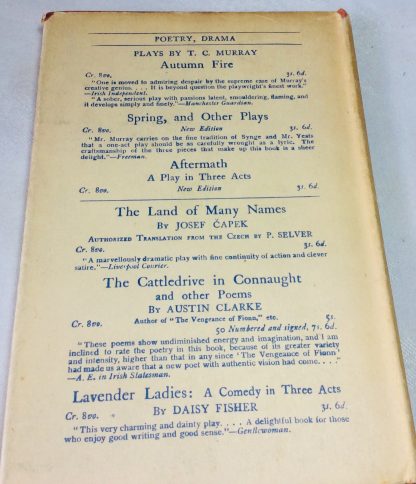 POETRY, DRAMA
PLAYS BY T. C. MURRAY
Autumn Fire
Cr. 8vo. 3s. 6d.
"One is moved to admiring despair by the supreme case of Murray's
creative genius. . . . It is beyond question the playwright's finest work."
—Irish Independent.
"A sober, serious play with passions latent, smouldering, flaming, and
it develops simply and finely."—Manchester Guardian.
Spring, and Other Plays
Cr. 8vo. New Edition 3s. 6d.
"Mr. Murray carries on the fine tradition of Synge and Mr. Yeats
that a one-act play should be as carefully wrought as a lyric. The
craftsmanship of the three pieces that make up this book is a sheer
delight."—Freeman.
Aftermath
A Play in Three Acts
Cr. 8vo. New Edition 3s. 6d.
The Land of Many Names
BY JOSEF ĆAPEK
AUTHORIZED TRANSLATION FROM THE CZECH BY P. SELVER
Cr. 8vo. 3s. 6d.
"A marvellously dramatic play with fine continuity of action and clever
satire."—Liverpool Courier.
The Cattledrive in Connaught
and other Poems
BY AUSTIN CLARKE
Author of "The Vengeance of Fionn," etc.
Cr. 8vo. 5s.
50 Numbered and signed, 7s. 6d.
"These poems show undiminished energy and imagination, and I am
inclined to rate the poetry in this book, because of its greater variety
and intensity, higher than that in any since 'The Vengeance of Fionn'
had made us aware that a new poet with authentic vision had come. . . ."
—A. E. in Irish Statesman.
Lavender Ladies: A Comedy in Three Acts
Cr. 8vo. BY DAISY FISHER 3s. 6d.
"This very charming and dainty play. . . . A delightful book for those
who enjoy good writing and good sense."—Gentlewoman.